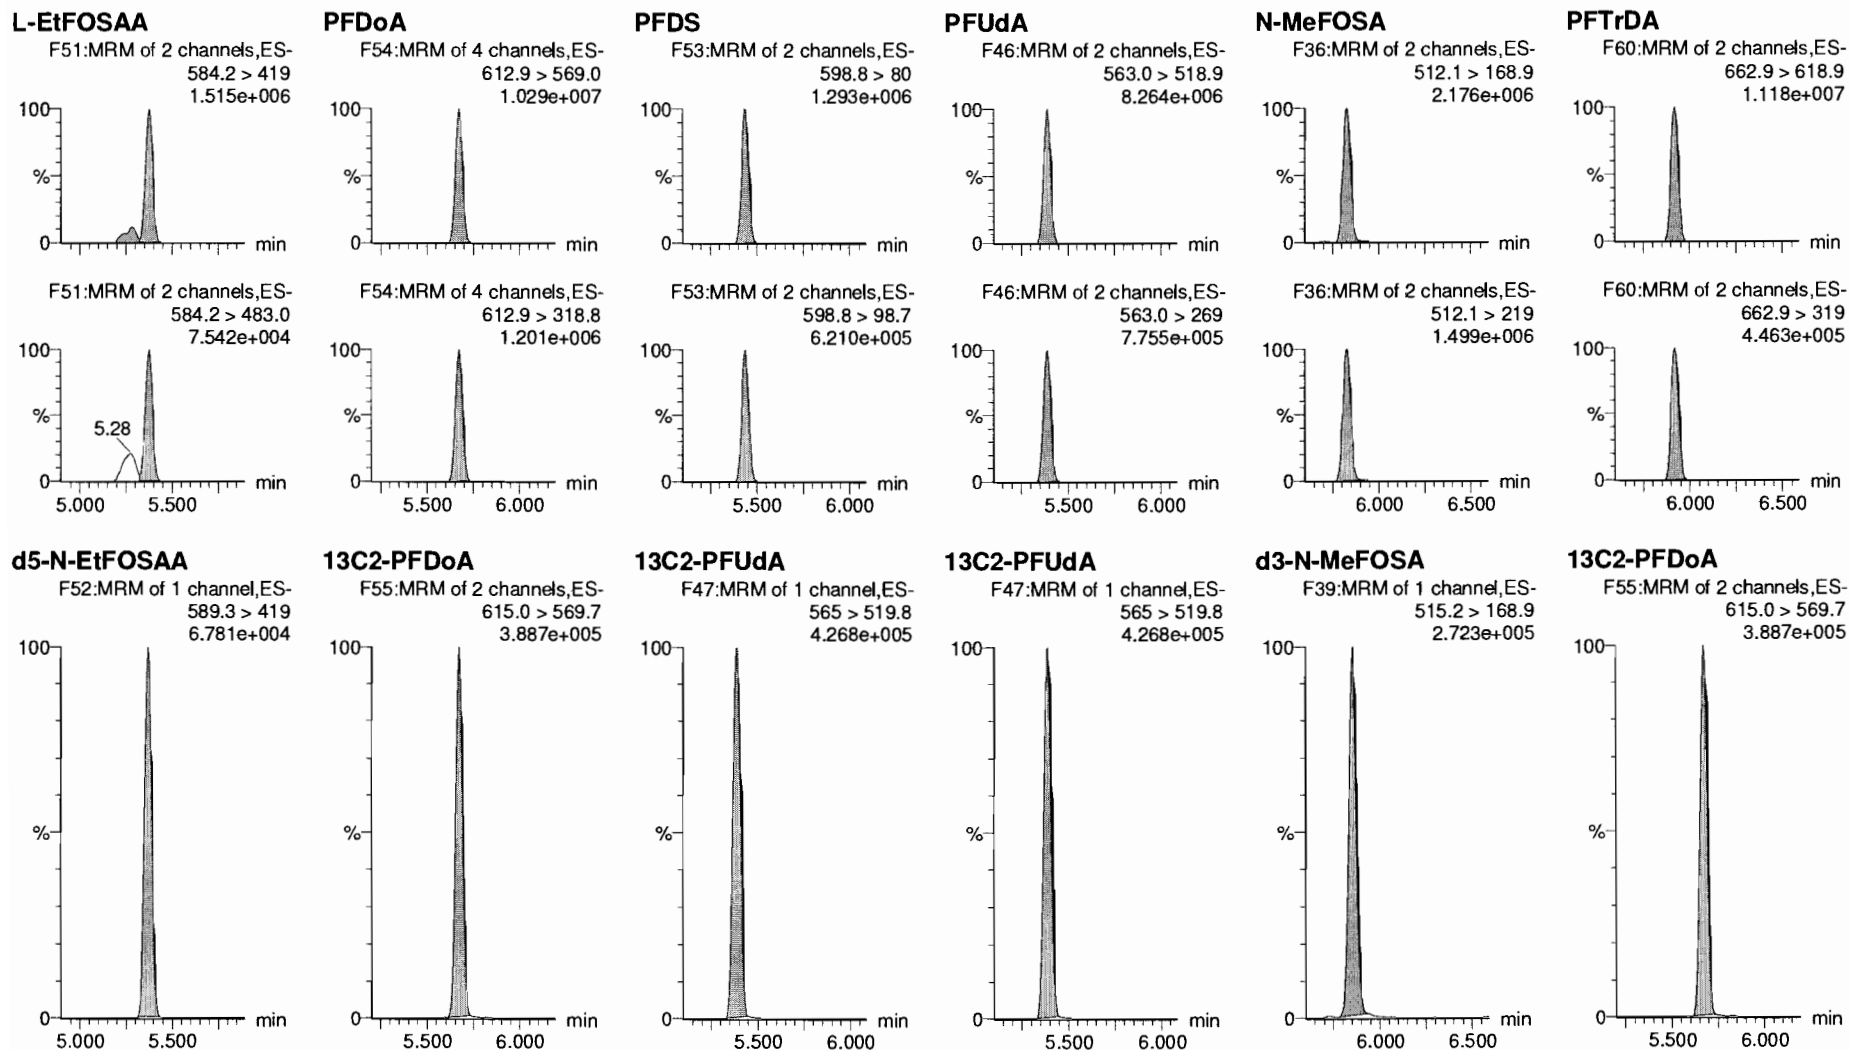 L-EtFOSAA
F51:MRM of 2 channels,ES-
584.2 > 419
1.515e+006
100
%
0
min
F51:MRM of 2 channels,ES-
584.2 > 483.0
7.542e+004
100
%
5.28
0
min
5.000 5.500
PFDoA
F54:MRM of 4 channels,ES-
612.9 > 569.0
1.029e+007
100
%
0
min
F54:MRM of 4 channels,ES-
612.9 > 318.8
1.201e+006
100
%
0
min
5.500 6.000
PFDS
F53:MRM of 2 channels,ES-
598.8 > 80
1.293e+006
100
%
0
min
F53:MRM of 2 channels,ES-
598.8 > 98.7
6.210e+005
100
%
0
min
5.500 6.000
PFUdA
F46:MRM of 2 channels,ES-
563.0 > 518.9
8.264e+006
100
%
0
min
F46:MRM of 2 channels,ES-
563.0 > 269
7.755e+005
100
%
0
min
5.500 6.000
N-MeFOSA
F36:MRM of 2 channels,ES-
512.1 > 168.9
2.176e+006
100
%
0
min
F36:MRM of 2 channels,ES-
512.1 > 219
1.499e+006
100
%
0
min
6.000 6.500
PFTrDA
F60:MRM of 2 channels,ES-
662.9 > 618.9
1.118e+007
100
%
0
min
F60:MRM of 2 channels,ES-
662.9 > 319
4.463e+005
100
%
0
min
6.000 6.500
d5-N-EtFOSAA
F52:MRM of 1 channel,ES-
589.3 > 419
6.781e+004
100
%
0
min
5.000 5.500
13C2-PFDoA
F55:MRM of 2 channels,ES-
615.0 > 569.7
3.887e+005
100
%
0
min
5.500 6.000
13C2-PFUdA
F47:MRM of 1 channel,ES-
565 > 519.8
4.268e+005
100
%
0
min
5.500 6.000
13C2-PFUdA
F47:MRM of 1 channel,ES-
565 > 519.8
4.268e+005
100
%
0
min
5.500 6.000
d3-N-MeFOSA
F39:MRM of 1 channel,ES-
515.2 > 168.9
2.723e+005
100
%
0
min
6.000 6.500
13C2-PFDoA
F55:MRM of 2 channels,ES-
615.0 > 569.7
3.887e+005
100
%
0
min
5.500 6.000